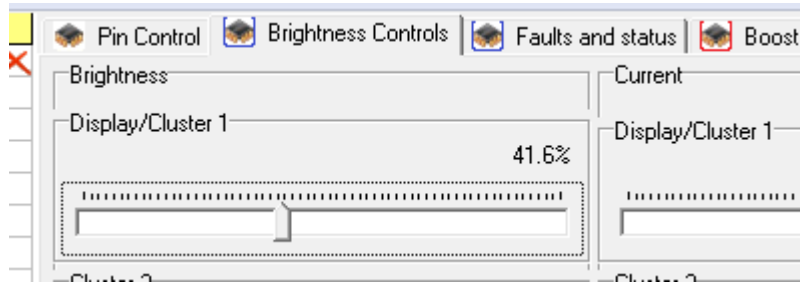 Pin Control
Brightness Controls
Faults and status
Boost
Brightness
Current
Display/Cluster 1
41.6%
Display/Cluster 1